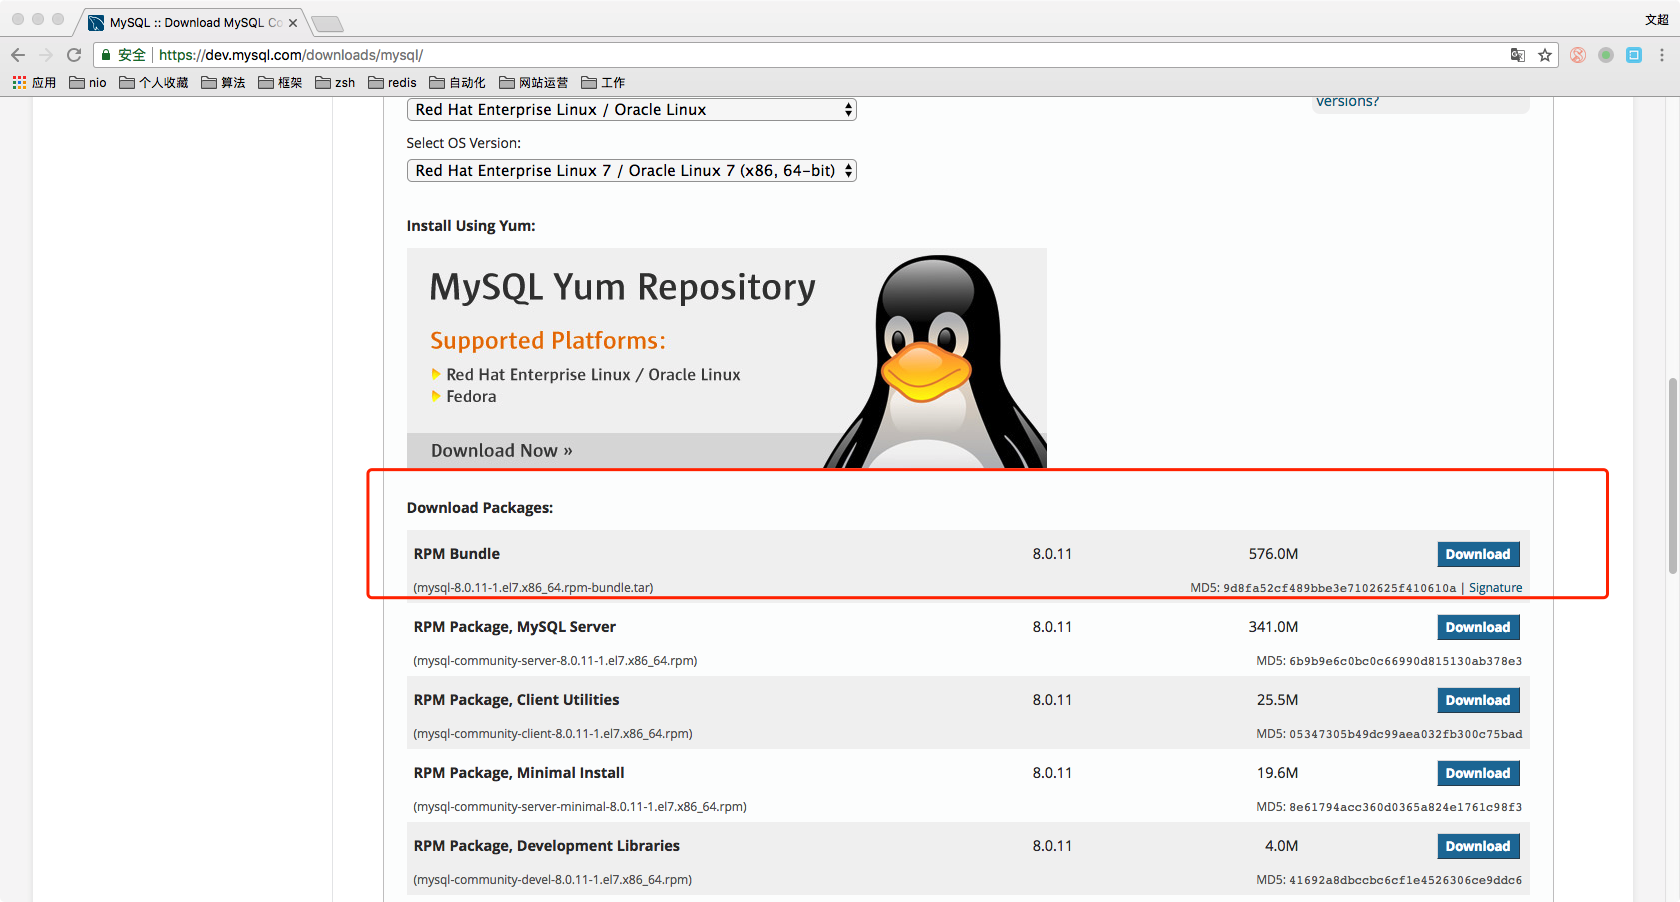 MySQL :: Download MySQL Co
文超
安全 https://dev.mysql.com/downloads/mysql/
应用 nio 个人收藏 算法 框架 zsh redis 自动化 网站运营 工作
versions?
Red Hat Enterprise Linux / Oracle Linux
Select OS Version:
Red Hat Enterprise Linux 7 / Oracle Linux 7 (x86, 64-bit)
Install Using Yum:
MySQL Yum Repository
Supported Platforms:
Red Hat Enterprise Linux / Oracle Linux
Fedora
Download Now »
Download Packages:
RPM Bundle 8.0.11 576.0M Download
(mysql-8.0.11-1.el7.x86_64.rpm-bundle.tar) MD5: 9d8fa52cf489bbe3e7102625f410610a | Signature
RPM Package, MySQL Server 8.0.11 341.0M Download
(mysql-community-server-8.0.11-1.el7.x86_64.rpm) MD5: 6b9b9e6c0bc0c66990d815130ab378e3
RPM Package, Client Utilities 8.0.11 25.5M Download
(mysql-community-client-8.0.11-1.el7.x86_64.rpm) MD5: 05347305b49dc99aea032fb300c75bad
RPM Package, Minimal Install 8.0.11 19.6M Download
(mysql-community-server-minimal-8.0.11-1.el7.x86_64.rpm) MD5: 8e61794acc360d0365a824e1761c98f3
RPM Package, Development Libraries 8.0.11 4.0M Download
(mysql-community-devel-8.0.11-1.el7.x86_64.rpm) MD5: 41692a8dbccbc6cf1e4526306ce9ddc6